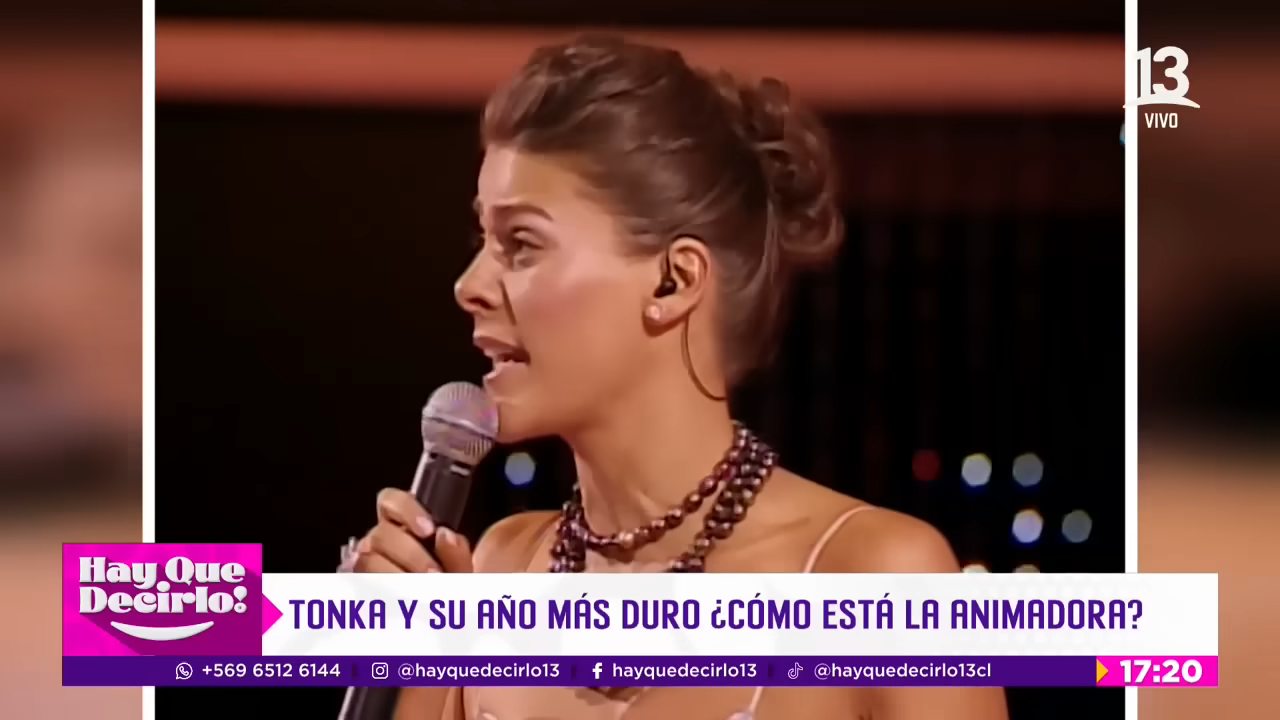 13
VIVO
Hay Que
Decirlo!
TONKA Y SU AÑO MÁS DURO ¿CÓMO ESTÁ LA ANIMADORA?
+569 6512 6144 @hayquedecirlo13 hayquedecirlo13 @hayquedecirlo13cl 17:20